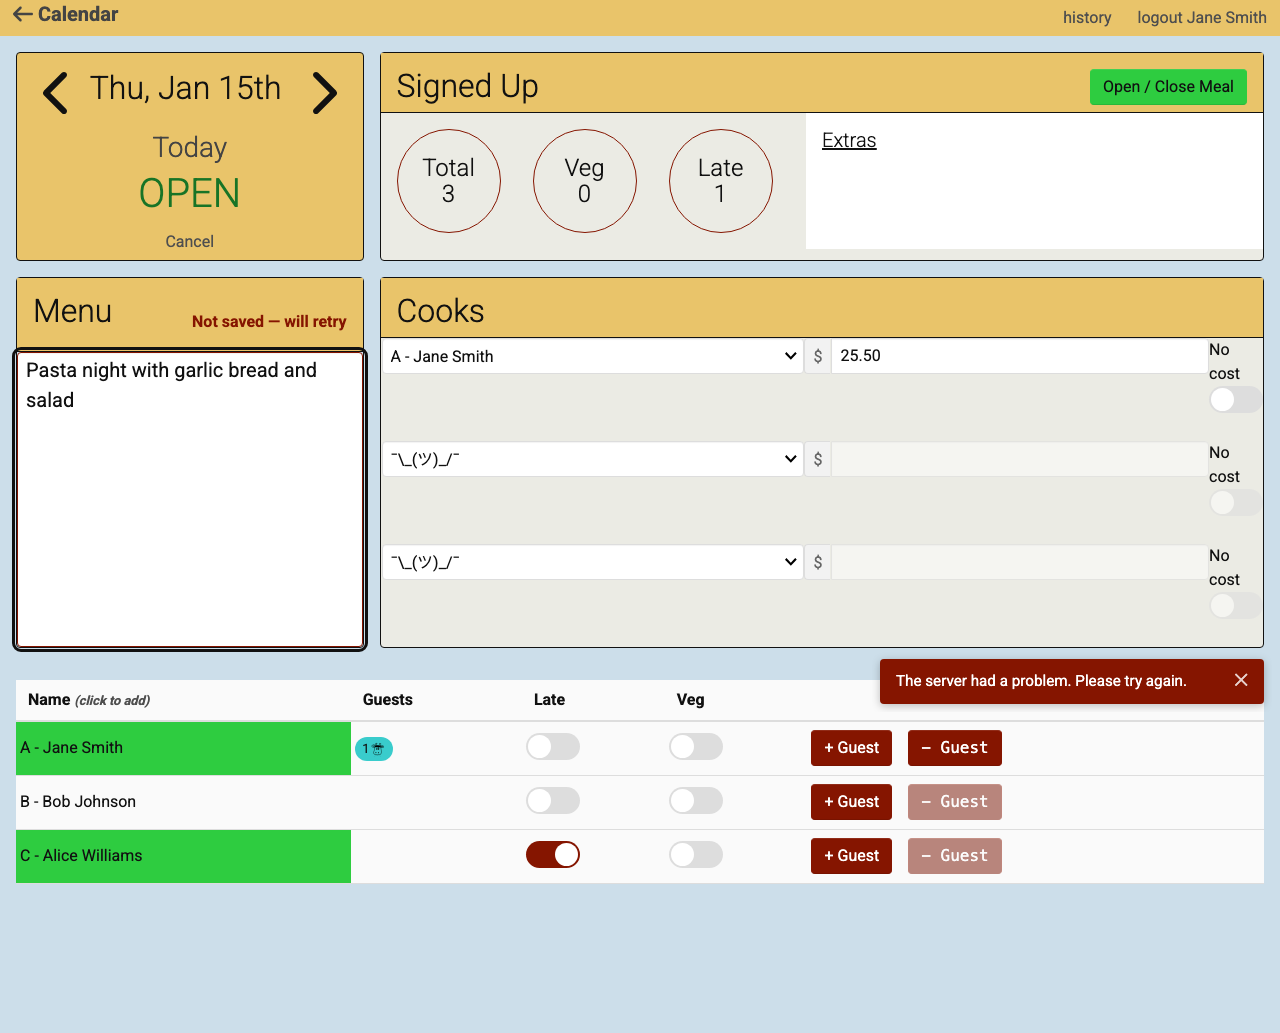 Calendar
history
logout Jane Smith
Thu, Jan 15th
Today
OPEN
Cancel
Signed Up
Open / Close Meal
Total
3
Veg
0
Late
1
Extras
Menu
Not saved — will retry
Pasta night with garlic bread and
salad
Cooks
A - Jane Smith
$
25.50
No
cost
¯\_(ツ)_/¯
$
No
cost
¯\_(ツ)_/¯
$
No
cost
The server had a problem. Please try again.
Name (click to add)
Guests
Late
Veg
A - Jane Smith
1
+ Guest
– Guest
B - Bob Johnson
+ Guest
– Guest
C - Alice Williams
+ Guest
– Guest